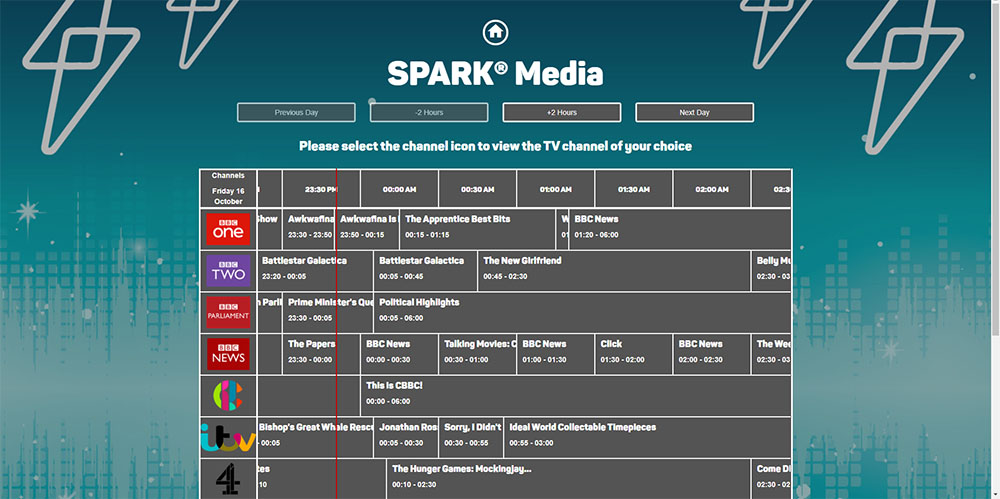 SPARK® Media
Previous Day
-2 Hours
+2 Hours
Next Day
Please select the channel icon to view the TV channel of your choice
Channels
Friday 16
October
23:30 PM
00:00 AM
00:30 AM
01:00 AM
01:30 AM
02:00 AM
02:3
BBC
one
Show
Awkwafina
23:30 - 23:50
Awkwafina Is
23:50 - 00:15
The Apprentice Best Bits
00:15 - 01:15
BBC News
01:20 - 06:00
BBC
TWO
Battlestar Galactica
23:20 - 00:05
Battlestar Galactica
00:05 - 00:45
The New Girlfriend
00:45 - 02:30
Belly Mu
02:30 - 03
BBC
PARLIAMENT
n Parli
Prime Minister's Que
23:30 - 00:05
Political Highlights
00:05 - 06:00
BBC
NEWS
The Papers
23:30 - 00:00
BBC News
00:00 - 00:30
Talking Movies: C
00:30 - 01:00
BBC News
01:00 - 01:30
Click
01:30 - 02:00
BBC News
02:00 - 02:30
The Wee
02:30 - 03
This is CBBC!
00:00 - 06:00
itv
Bishop's Great Whale Rescu
00:05
Jonathan Ros
00:05 - 00:30
Sorry, I Didn't
00:30 - 00:55
Ideal World Collectable Timepieces
00:55 - 03:00
4
tes
:10
The Hunger Games: Mockingjay...
00:10 - 02:30
Come Di
02:30 - 02